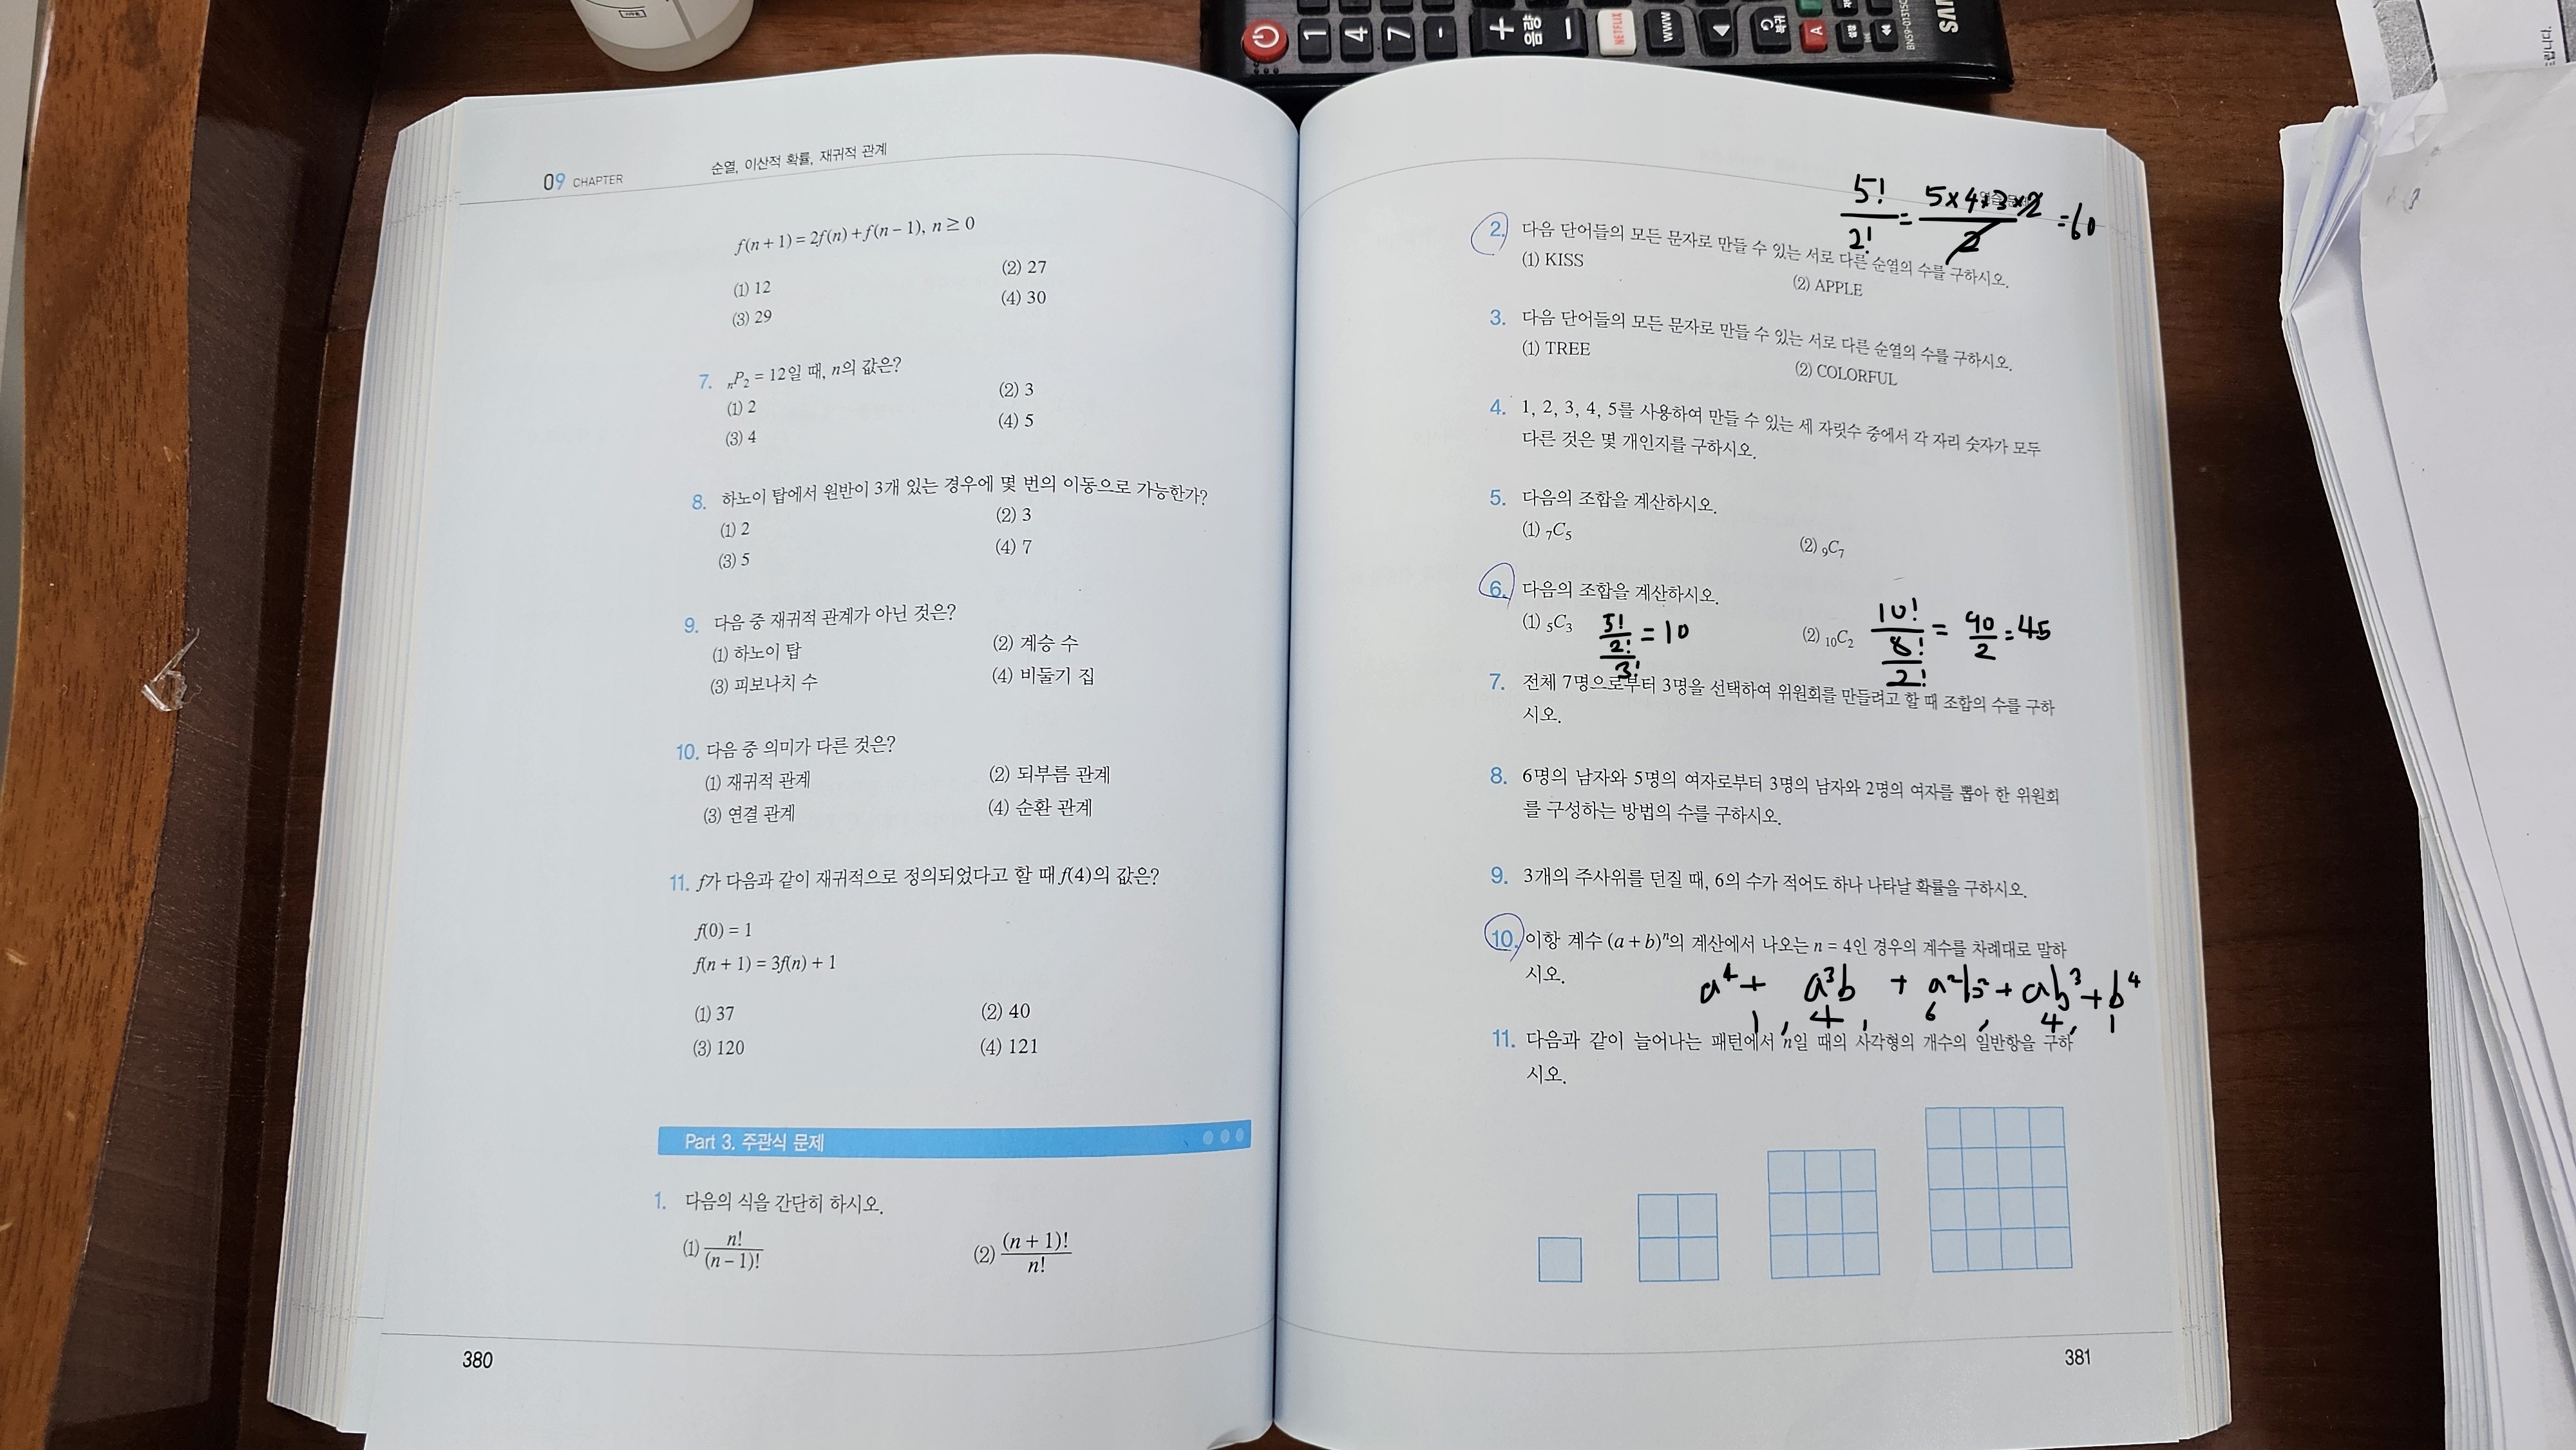 09 CHAPTER
순열, 이산적 확률, 재귀적 관계
f(n + 1) = 2f(n) + f(n − 1), n ≥ 0
(1) 12
(2) 27
(3) 29
(4) 30
7. ₙP₂ = 12일 때, n의 값은?
(1) 2
(2) 3
(3) 4
(4) 5
8. 하노이 탑에서 원반이 3개 있는 경우에 몇 번의 이동으로 가능한가?
(1) 2
(2) 3
(3) 5
(4) 7
9. 다음 중 재귀적 관계가 아닌 것은?
(1) 하노이 탑
(2) 계승 수
(3) 피보나치 수
(4) 비둘기 집
10. 다음 중 의미가 다른 것은?
(1) 재귀적 관계
(2) 되부름 관계
(3) 연결 관계
(4) 순환 관계
11. f가 다음과 같이 재귀적으로 정의되었다고 할 때 f(4)의 값은?
f(0) = 1
f(n + 1) = 3f(n) + 1
(1) 37
(2) 40
(3) 120
(4) 121
Part 3. 주관식 문제
1. 다음의 식을 간단히 하시오.
(1) n! / (n − 1)!
(2) (n + 1)! / n!
380
5! / 2! = 5×4×3×2 / 2 = 60
2. 다음 단어들의 모든 문자로 만들 수 있는 서로 다른 순열의 수를 구하시오.
(1) KISS
(2) APPLE
3. 다음 단어들의 모든 문자로 만들 수 있는 서로 다른 순열의 수를 구하시오.
(1) TREE
(2) COLORFUL
4. 1, 2, 3, 4, 5를 사용하여 만들 수 있는 세 자릿수 중에서 각 자리 숫자가 모두
다른 것은 몇 개인지를 구하시오.
5. 다음의 조합을 계산하시오.
(1) ₇C₅
(2) ₉C₇
6. 다음의 조합을 계산하시오.
(1) ₅C₃ 5! / 2! / 3! = 10
(2) ₁₀C₂ 10! / 8! / 2! = 90 / 2 = 45
7. 전체 7명으로부터 3명을 선택하여 위원회를 만들려고 할 때 조합의 수를 구하
시오.
8. 6명의 남자와 5명의 여자로부터 3명의 남자와 2명의 여자를 뽑아 한 위원회
를 구성하는 방법의 수를 구하시오.
9. 3개의 주사위를 던질 때, 6의 수가 적어도 하나 나타날 확률을 구하시오.
10. 이항 계수 (a + b)ⁿ의 계산에서 나오는 n = 4인 경우의 계수를 차례대로 말하
시오.
a⁴ + a³b + a²b² + ab³ + b⁴
1, 4, 6, 4, 1
11. 다음과 같이 늘어나는 패턴에서 n일 때의 사각형의 개수의 일반항을 구하
시오.
381
1
4
7
-
+
음량
-
NETFLIX
WWW
A